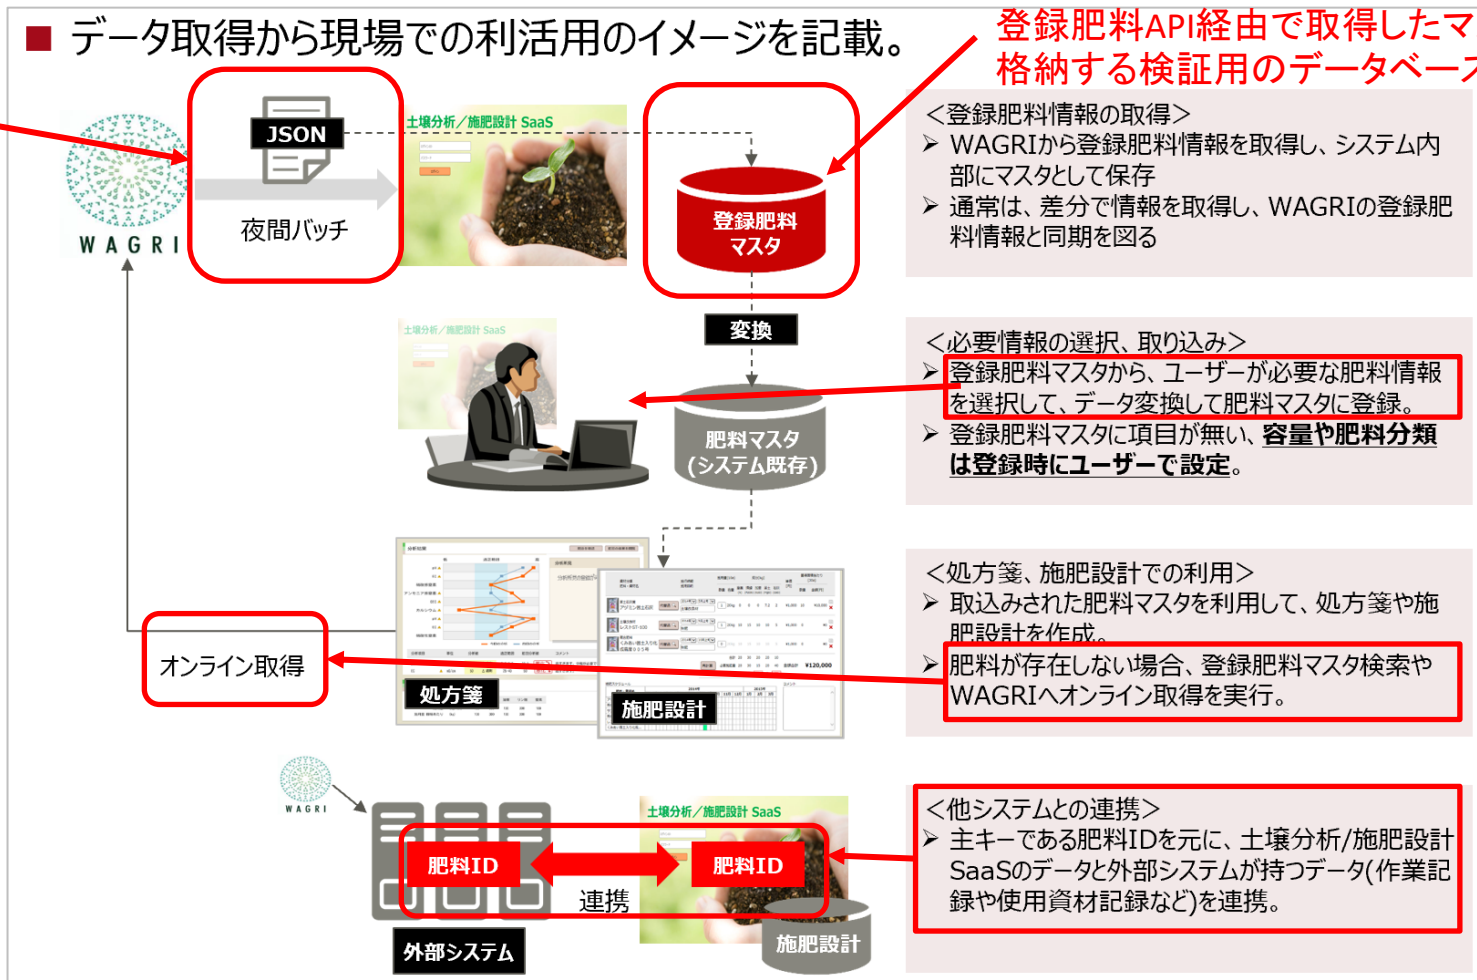 ■ データ取得から現場での利活用のイメージを記載。
登録肥料API経由で取得したマ
格納する検証用のデータベース
WAGRI
JSON
夜間バッチ
土壌分析／施肥設計 SaaS
登録肥料
マスタ
＜登録肥料情報の取得＞
➢ WAGRIから登録肥料情報を取得し、システム内
部にマスタとして保存
➢ 通常は、差分で情報を取得し、WAGRIの登録肥
料情報と同期を図る
変換
土壌分析／施肥設計 SaaS
肥料マスタ
(システム既存)
＜必要情報の選択、取り込み＞
➢ 登録肥料マスタから、ユーザーが必要な肥料情報
を選択して、データ変換して肥料マスタに登録。
➢ 登録肥料マスタに項目が無い、容量や肥料分類
は登録時にユーザーで設定。
オンライン取得
処方箋
施肥設計
¥120,000
＜処方箋、施肥設計での利用＞
➢ 取込みされた肥料マスタを利用して、処方箋や施
肥設計を作成。
➢ 肥料が存在しない場合、登録肥料マスタ検索や
WAGRIへオンライン取得を実行。
WAGRI
肥料ID
連携
外部システム
土壌分析／施肥設計 SaaS
肥料ID
施肥設計
＜他システムとの連携＞
➢ 主キーである肥料IDを元に、土壌分析/施肥設計
SaaSのデータと外部システムが持つデータ(作業記
録や使用資材記録など)を連携。